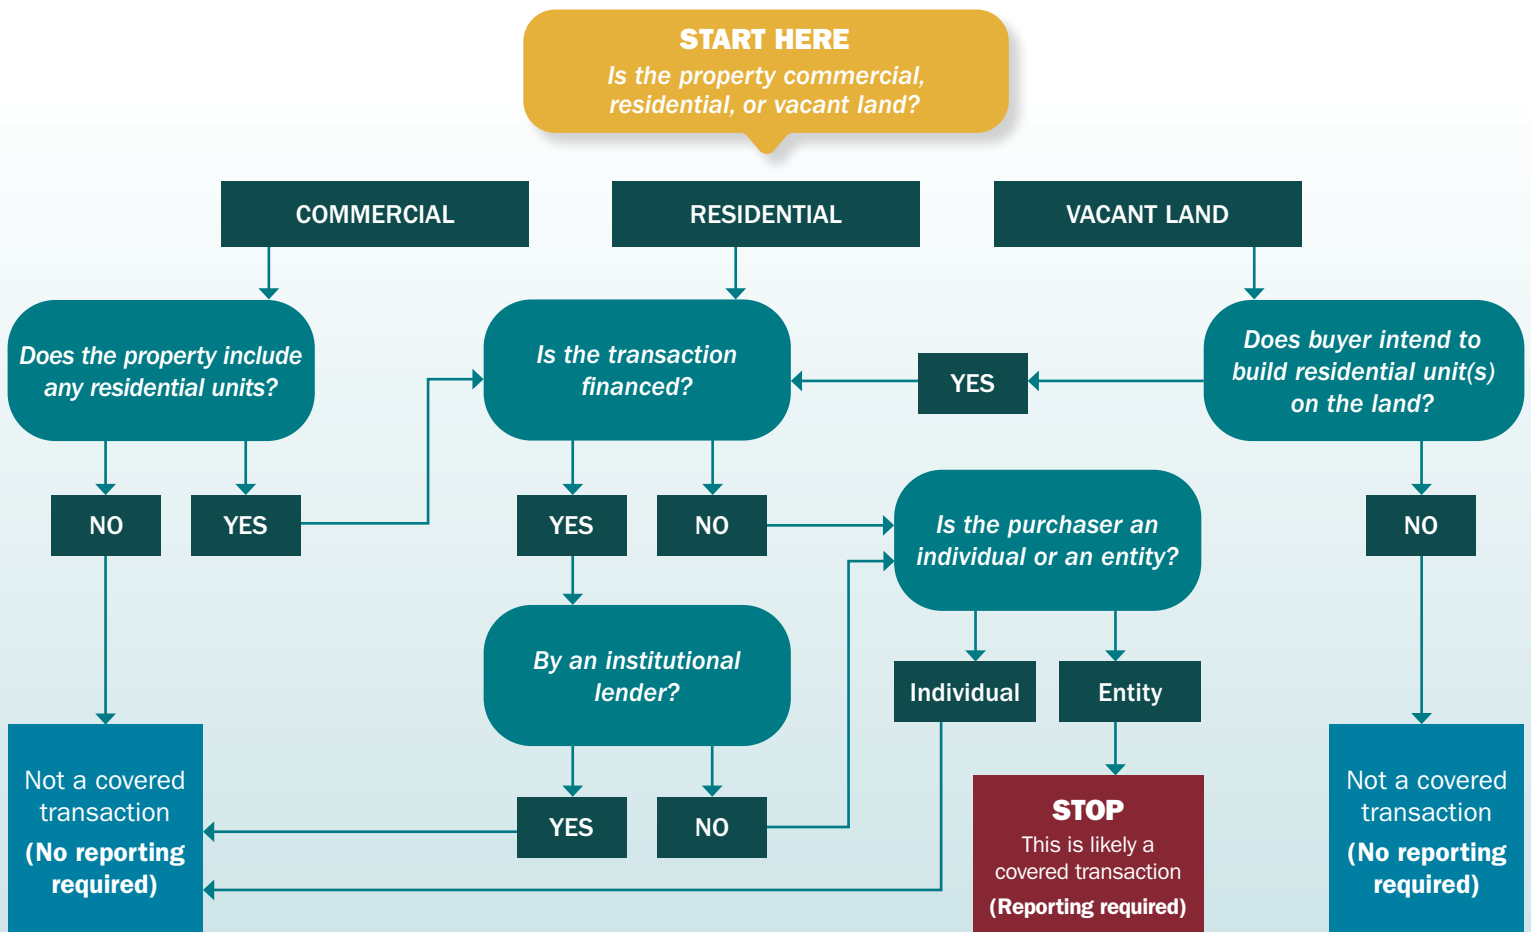 START HERE
Is the property commercial,
residential, or vacant land?
COMMERCIAL
RESIDENTIAL
VACANT LAND
Does the property include
any residential units?
Is the transaction
financed?
YES
Does buyer intend to
build residential unit(s)
on the land?
NO
YES
YES
NO
Is the purchaser an
individual or an entity?
NO
By an institutional
lender?
Individual
Entity
Not a covered
transaction
(No reporting
required)
YES
NO
STOP
This is likely a
covered transaction
(Reporting required)
Not a covered
transaction
(No reporting
required)